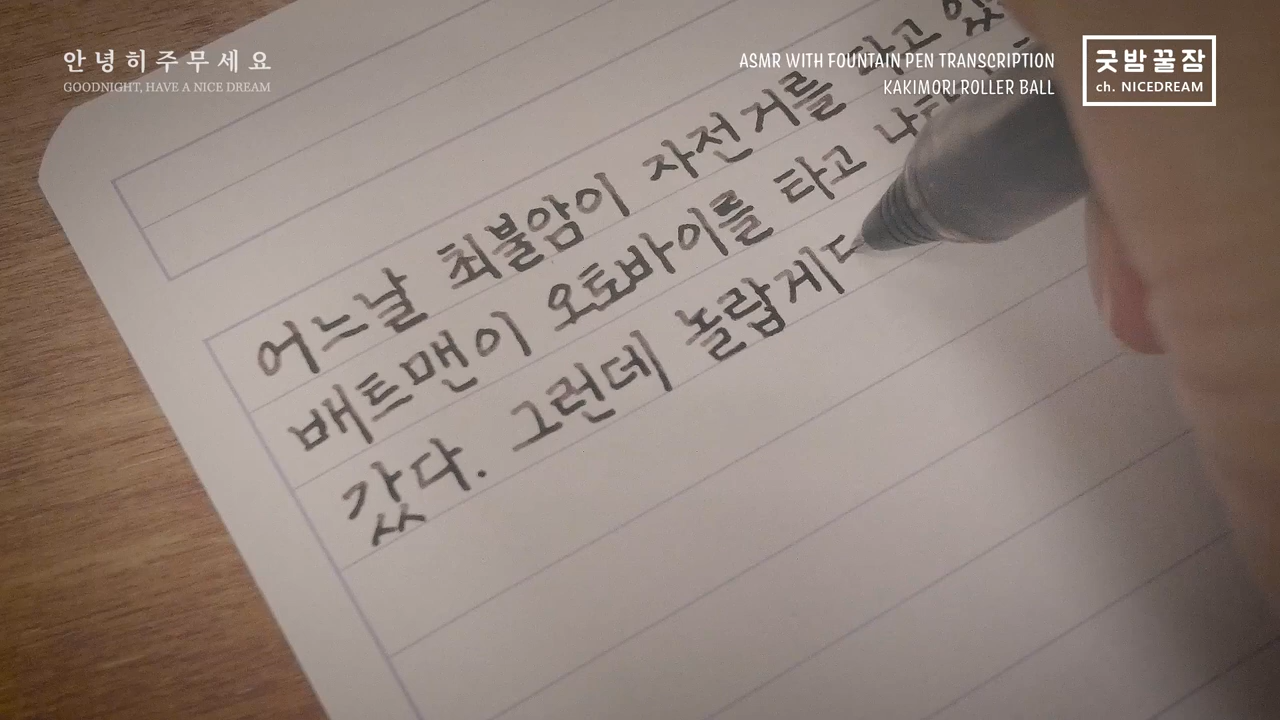 안녕히주무세요
GOODNIGHT, HAVE A NICE DREAM
ASMR WITH FOUNTAIN PEN TRANSCRIPTION
KAKIMORI ROLLER BALL
굿밤꿀잠
ch. NICEDREAM
어느날 최불암이 자전거를 타고
배트맨이 오토바이를 타고
갔다. 그런데 놀랍게